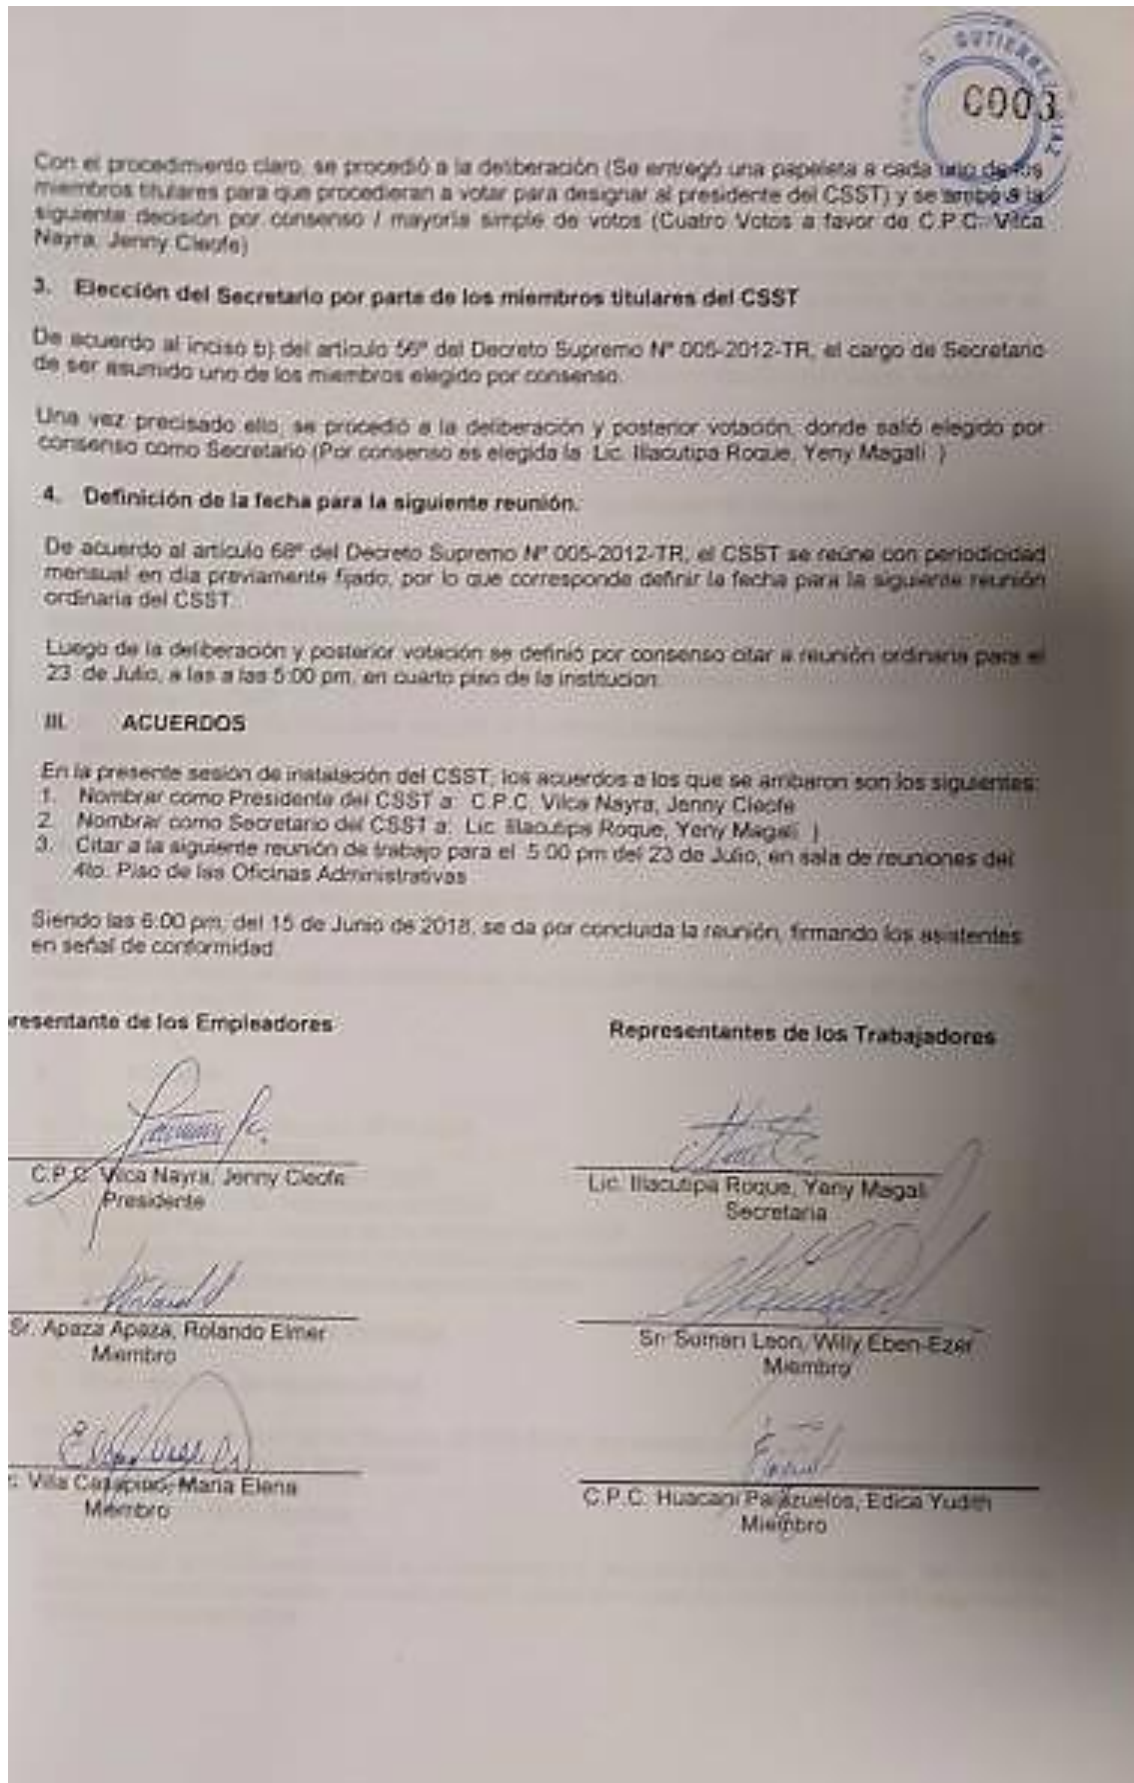 GUTIERREZ
C003
Con el procedimiento claro, se procedió a la deliberación (Se entregó una papeleta a cada uno de los
miembros titulares para que procedieran a votar para designar al presidente del CSST) y se arribó a la
siguiente decisión por consenso / mayoría simple de votos (Cuatro Votos a favor de C.P.C. Vilca
Nayra, Jenny Cleofe)
3. Elección del Secretario por parte de los miembros titulares del CSST
De acuerdo al inciso b) del artículo 56° del Decreto Supremo N° 005-2012-TR, el cargo de Secretario
de ser asumido uno de los miembros elegido por consenso.
Una vez precisado ello, se procedió a la deliberación y posterior votación, donde salió elegido por
consenso como Secretario (Por consenso es elegida la Lic. Illacutipa Roque, Yeny Magali )
4. Definición de la fecha para la siguiente reunión.
De acuerdo al artículo 68° del Decreto Supremo N° 005-2012-TR, el CSST se reúne con periodicidad
mensual en día previamente fijado, por lo que corresponde definir la fecha para la siguiente reunión
ordinaria del CSST.
Luego de la deliberación y posterior votación se definió por consenso citar a reunión ordinaria para el
23 de Julio, a las a las 5:00 pm, en cuarto piso de la institucion.
III. ACUERDOS
En la presente sesión de instalación del CSST, los acuerdos a los que se arribaron son los siguientes:
1. Nombrar como Presidente del CSST a: C.P.C. Vilca Nayra, Jenny Cleofe
2. Nombrar como Secretario del CSST a: Lic. Illacutipa Roque, Yeny Magali )
3. Citar a la siguiente reunión de trabajo para el 5:00 pm del 23 de Julio, en sala de reuniones del
4to. Piso de las Oficinas Administrativas
Siendo las 6:00 pm, del 15 de Junio de 2018, se da por concluida la reunión, firmando los asistentes
en señal de conformidad.
resentante de los Empleadores
Representantes de los Trabajadores
C.P.C. Vilca Nayra, Jenny Cleofe
Presidente
Lic. Illacutipa Roque, Yeny Magali
Secretaria
Sr. Apaza Apaza, Rolando Elmer
Miembro
Sr. Sumari Leon, Willy Eben-Ezer
Miembro
Villa Maria Elena
Miembro
C.P.C. Huacani Palazuelos, Edica Yudith
Miembro